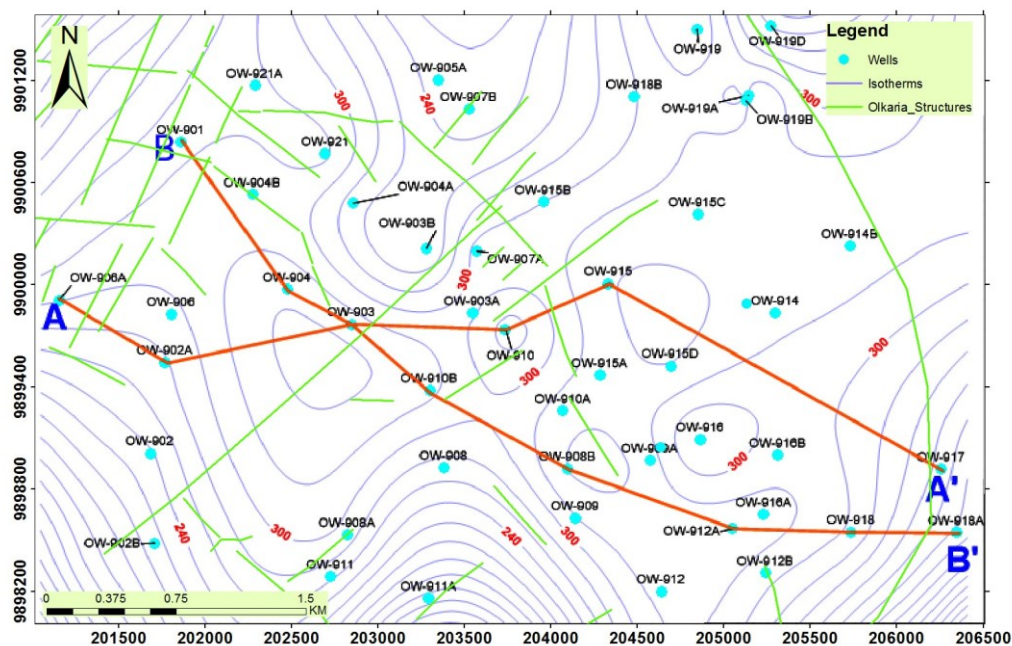 N
Legend
Wells
Isotherms
Olkaria_Structures
9901200
9900600
9900000
9899400
9898800
9898200
OW-919
OW-919D
OW-921A
OW-905A
OW-907B
OW-918B
OW-919A
OW-919B
300
240
300
OW-901
B
OW-921
OW-904B
OW-904A
OW-915B
OW-915C
OW-903B
OW-907A
OW-914B
300
OW-906A
A
OW-906
OW-904
OW-915
OW-903
OW-903A
OW-914
OW-902A
OW-910
300
OW-915D
300
OW-910B
OW-915A
OW-910A
OW-902
OW-908
OW-908B
OW-909A
OW-916
OW-916B
300
OW-917
A'
OW-908A
OW-909
OW-916A
OW-902B
240
300
240
300
OW-912A
OW-918
OW-918A
B'
OW-911
OW-911A
OW-912
OW-912B
0 0.375 0.75 1.5
KM
201500 202000 202500 203000 203500 204000 204500 205000 205500 206000 206500